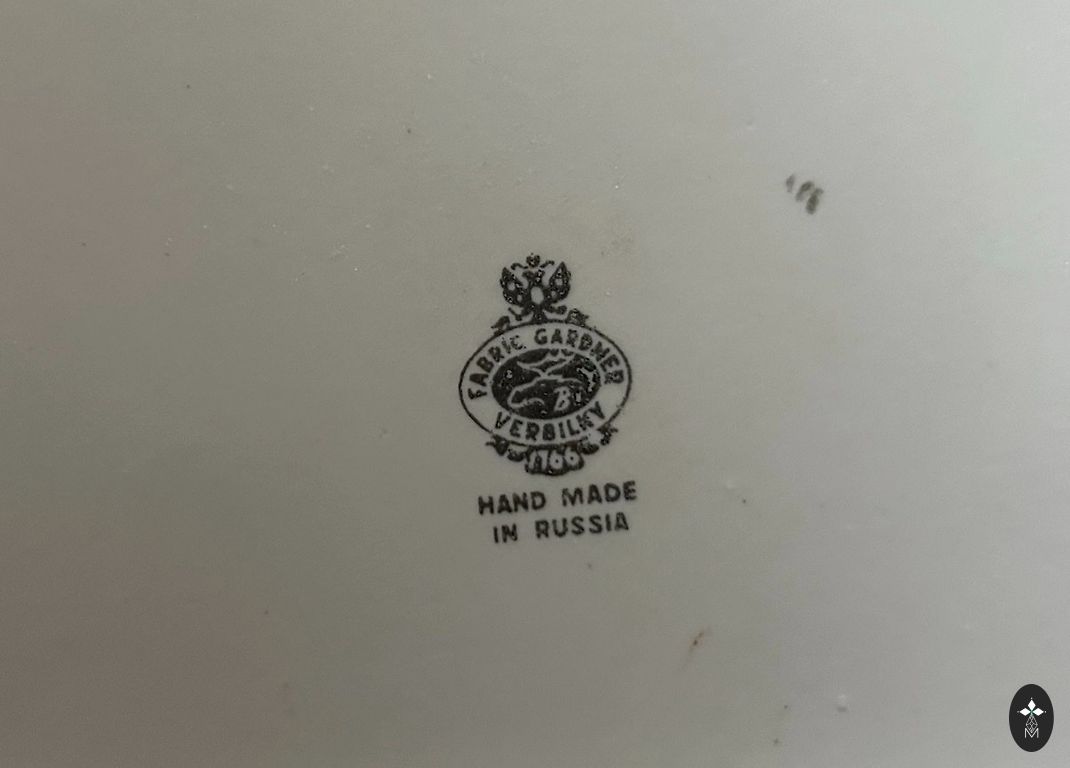 FABRIC GARDNER
B
VERBILKY
1766
HAND MADE
IN RUSSIA
M